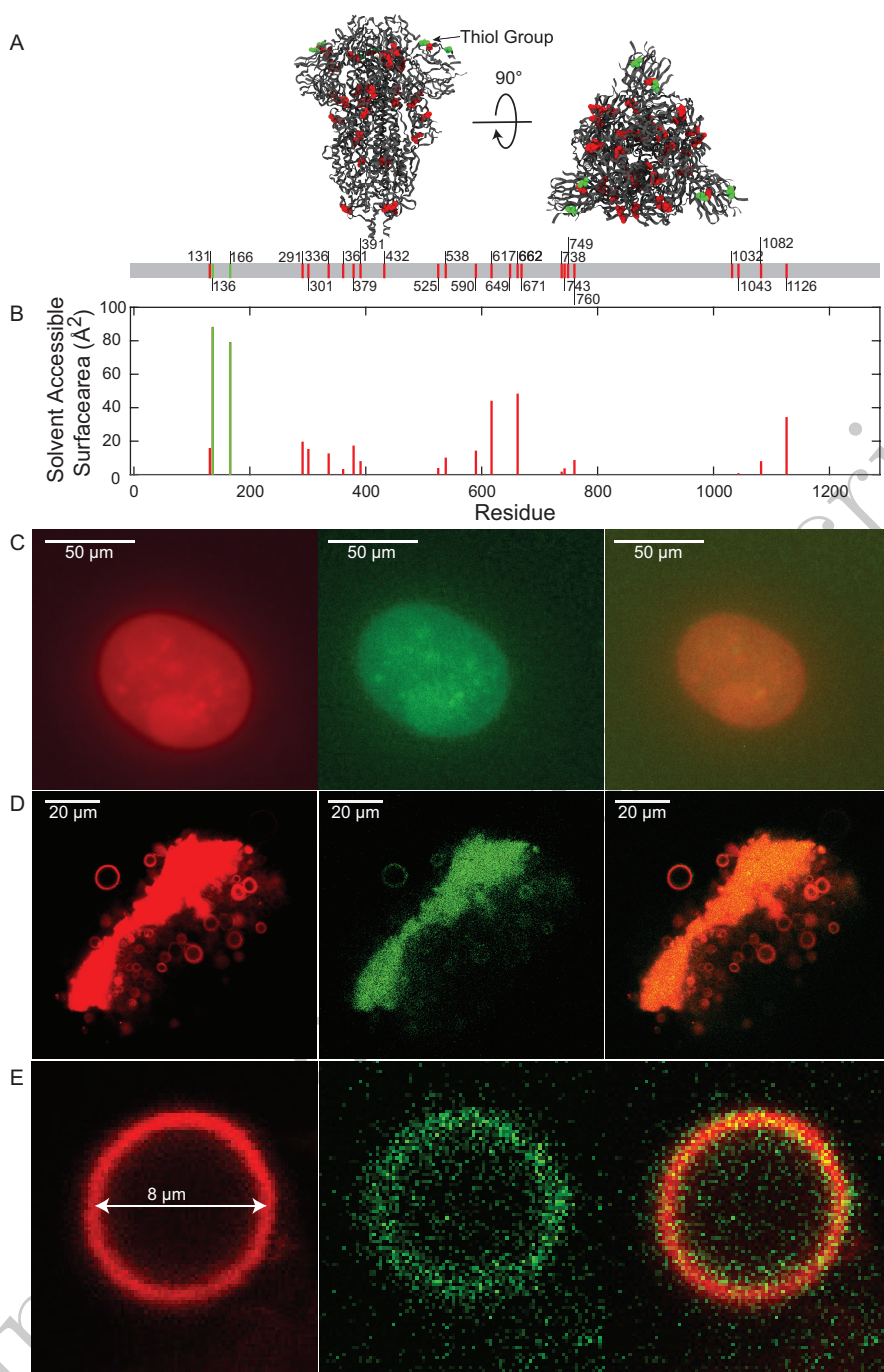 A
Thiol Group
90°
391 749 1082
131 166 291 336 361 432 538 617 662 738 1032
136 301 379 525 590 649 671 743 1043 1126
760
B
Solvent Accessible
Surfacearea (Å²)
100
80
60
40
20
0
0 200 400 600 800 1000 1200
Residue
C
50 µm 50 µm 50 µm
D
20 µm 20 µm 20 µm
E
8 µm